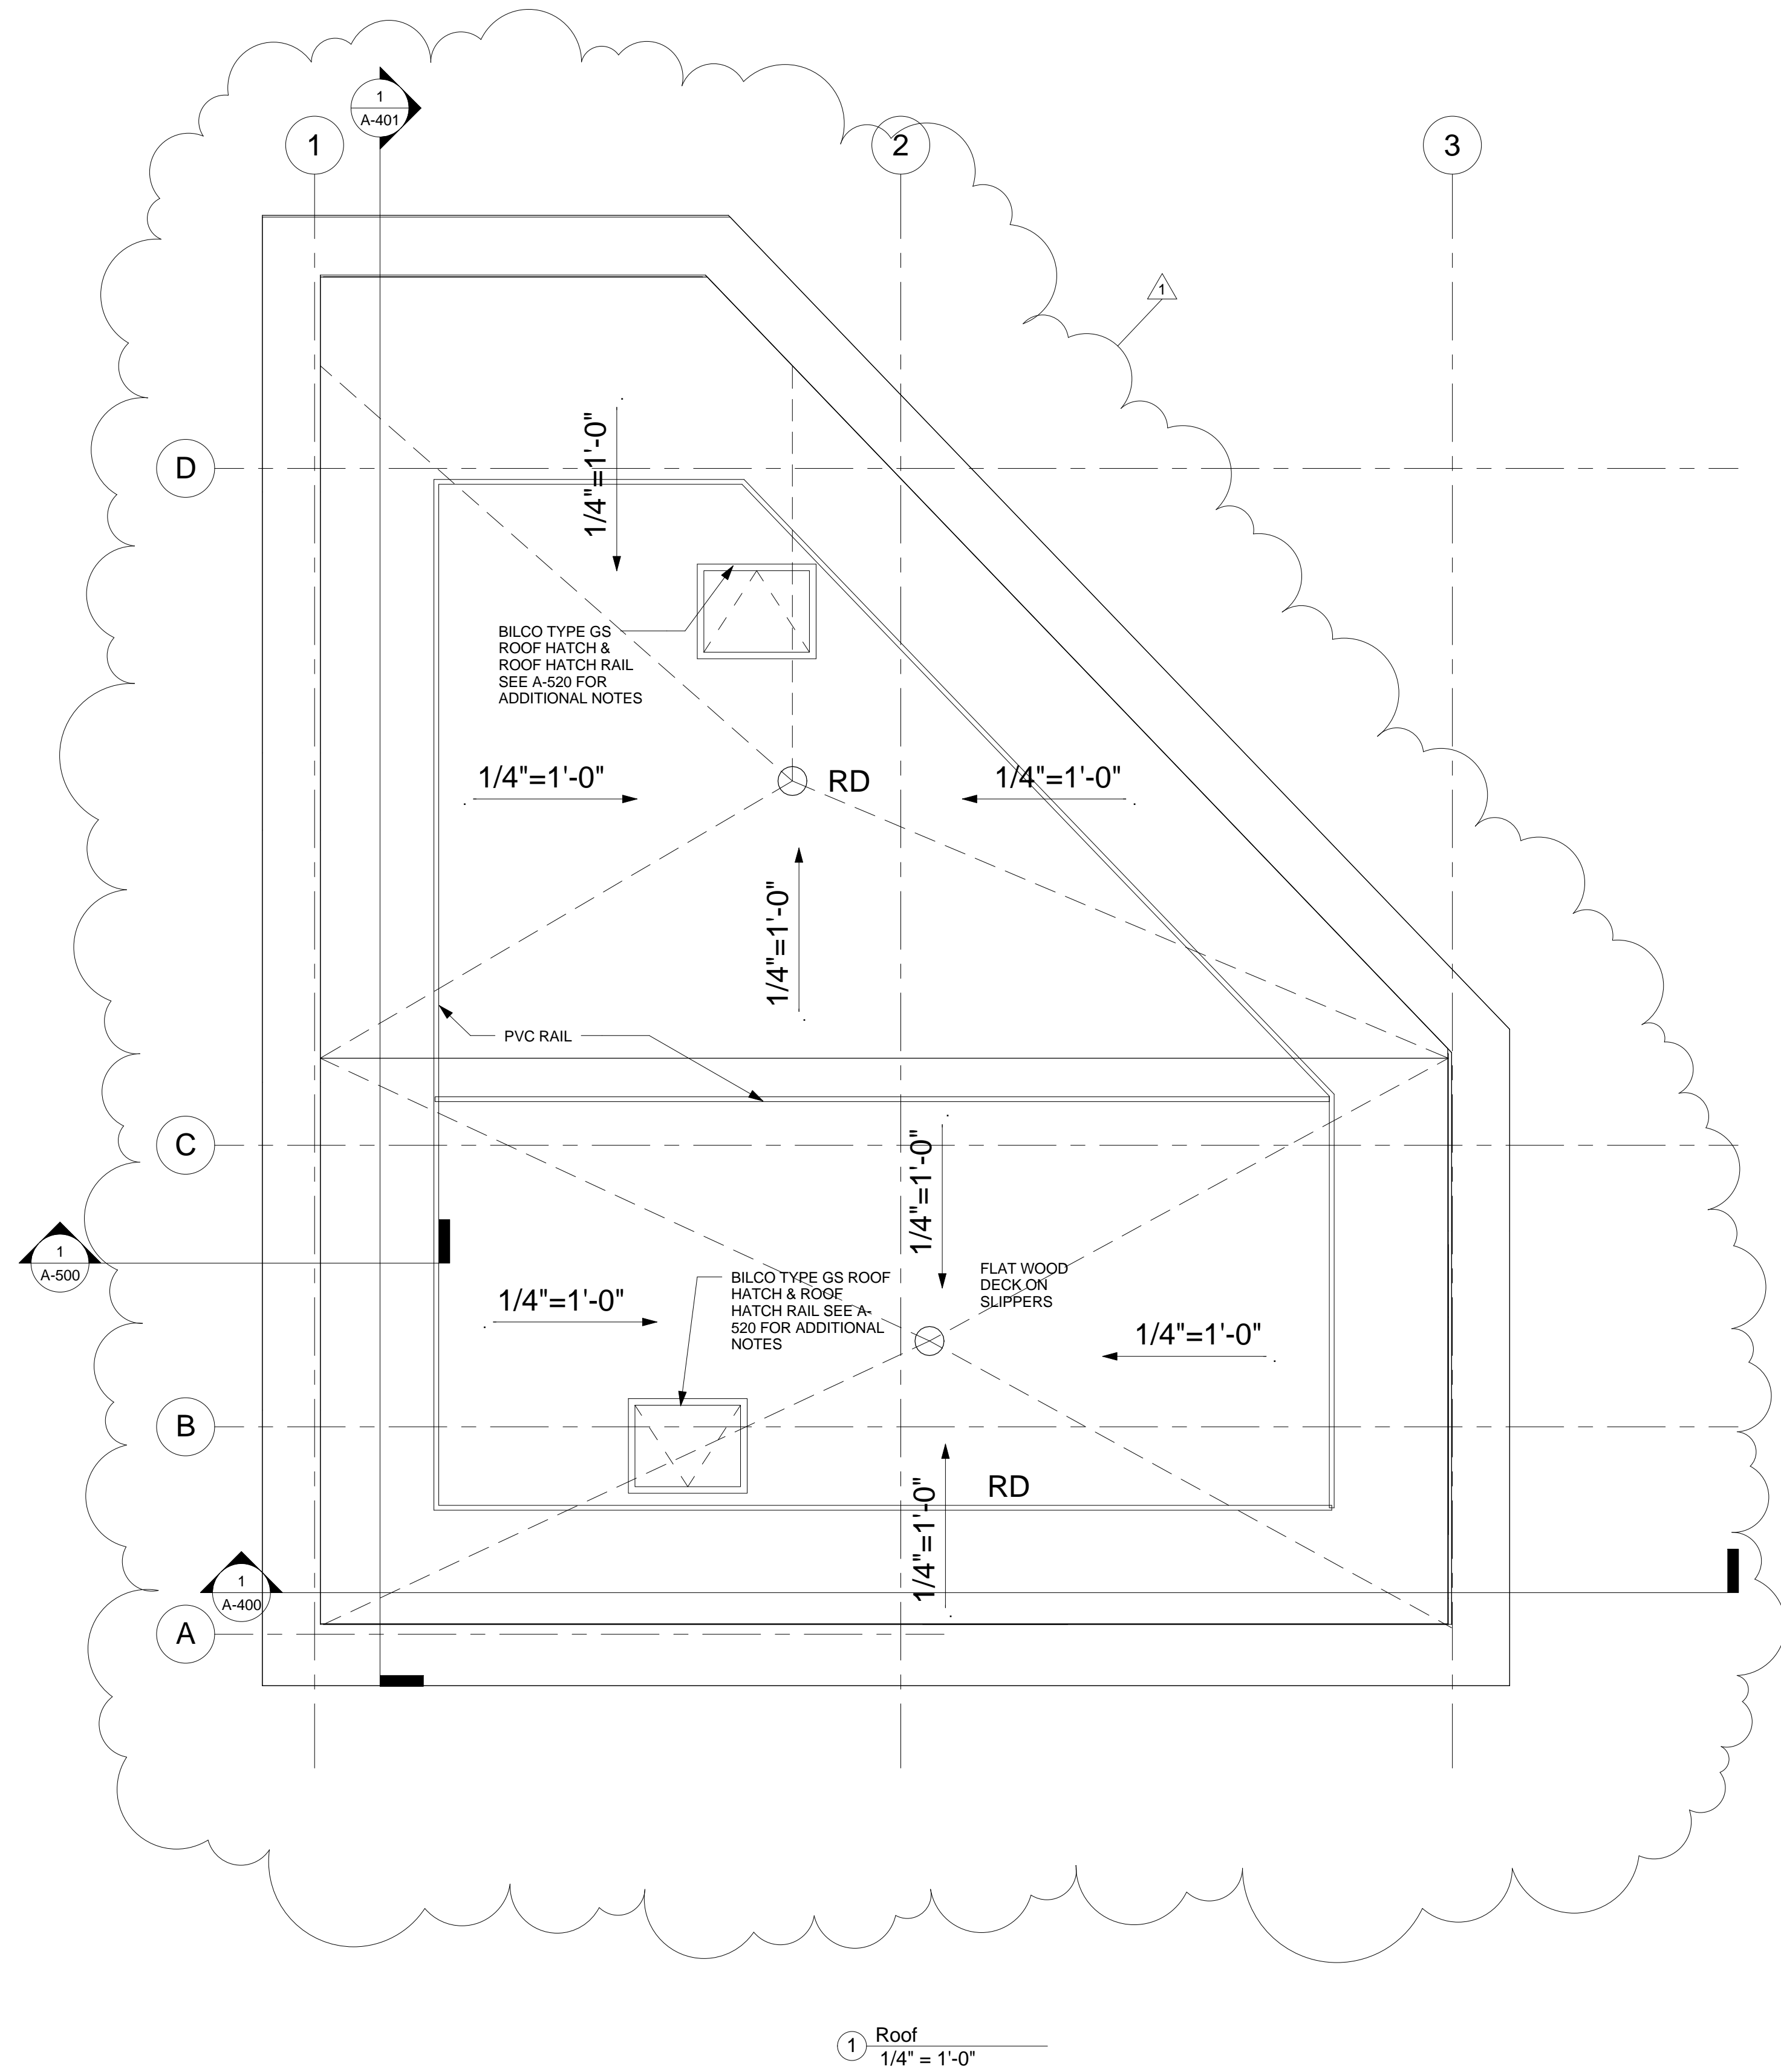 1
A-401
1
2
3
1
D
1/4"=1'-0"
BILCO TYPE GS
ROOF HATCH &
ROOF HATCH RAIL
SEE A-520 FOR
ADDITIONAL NOTES
1/4"=1'-0"
RD
1/4"=1'-0"
1/4"=1'-0"
PVC RAIL
C
1/4"=1'-0"
1
A-500
FLAT WOOD
DECK ON
SLIPPERS
BILCO TYPE GS ROOF
HATCH & ROOF
HATCH RAIL SEE A-
520 FOR ADDITIONAL
NOTES
1/4"=1'-0"
1/4"=1'-0"
B
RD
1/4"=1'-0"
1
A-400
A
1
Roof
1/4" = 1'-0"